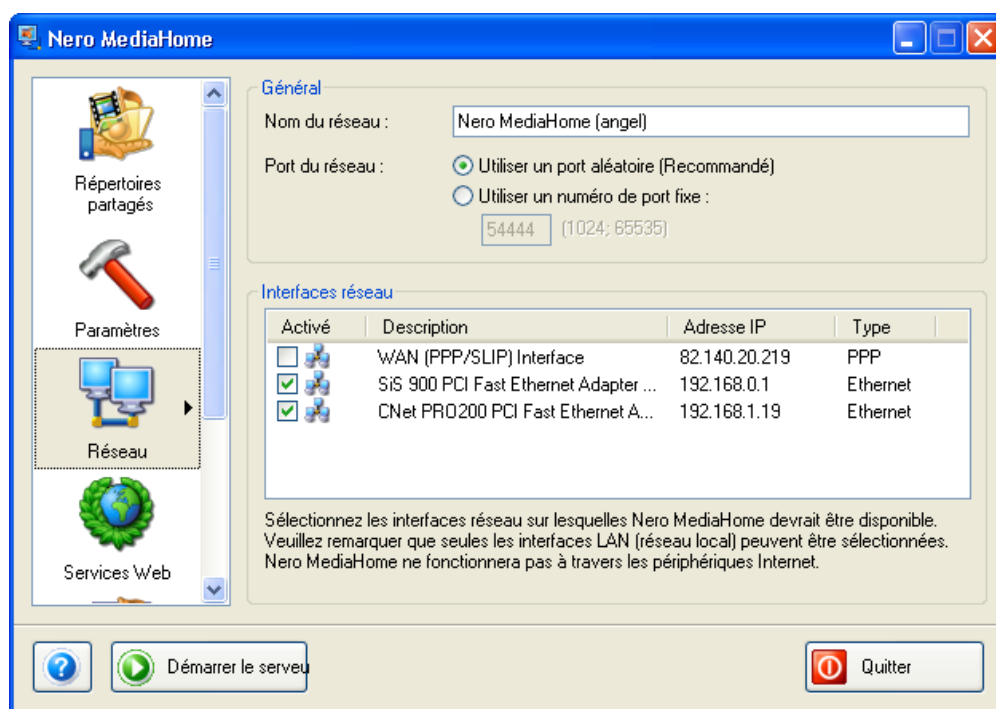 Nero MediaHome
Répertoires
partagés
Paramètres
Réseau
Services Web
Général
Nom du réseau :
Nero MediaHome (angel)
Port du réseau :
Utiliser un port aléatoire (Recommandé)
Utiliser un numéro de port fixe :
54444 (1024; 65535)
Interfaces réseau
Activé Description Adresse IP Type
WAN (PPP/SLIP) Interface 82.140.20.219 PPP
SiS 900 PCI Fast Ethernet Adapter ... 192.168.0.1 Ethernet
CNet PRO200 PCI Fast Ethernet A... 192.168.1.19 Ethernet
Sélectionnez les interfaces réseau sur lesquelles Nero MediaHome devrait être disponible.
Veuillez remarquer que seules les interfaces LAN (réseau local) peuvent être sélectionnées.
Nero MediaHome ne fonctionnera pas à travers les périphériques Internet.
? Démarrer le serveu Quitter